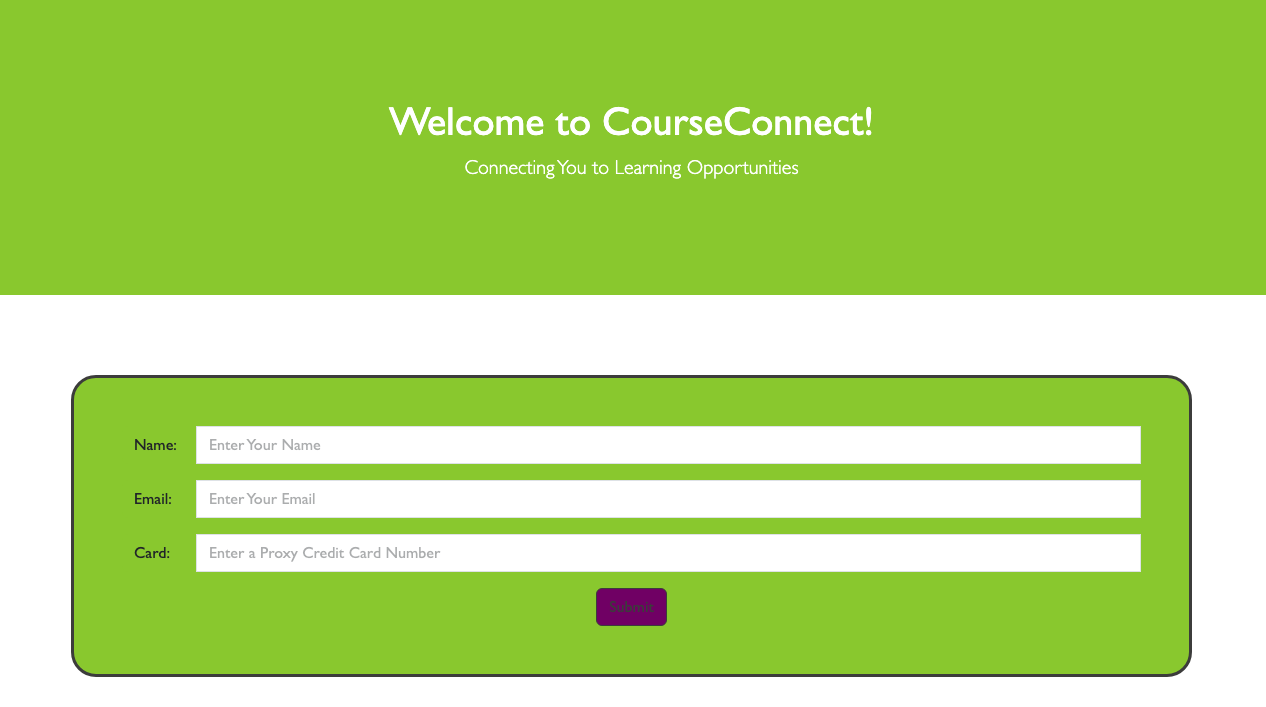 Welcome to CourseConnect!
Connecting You to Learning Opportunities
Name: Enter Your Name
Email: Enter Your Email
Card: Enter a Proxy Credit Card Number
Submit